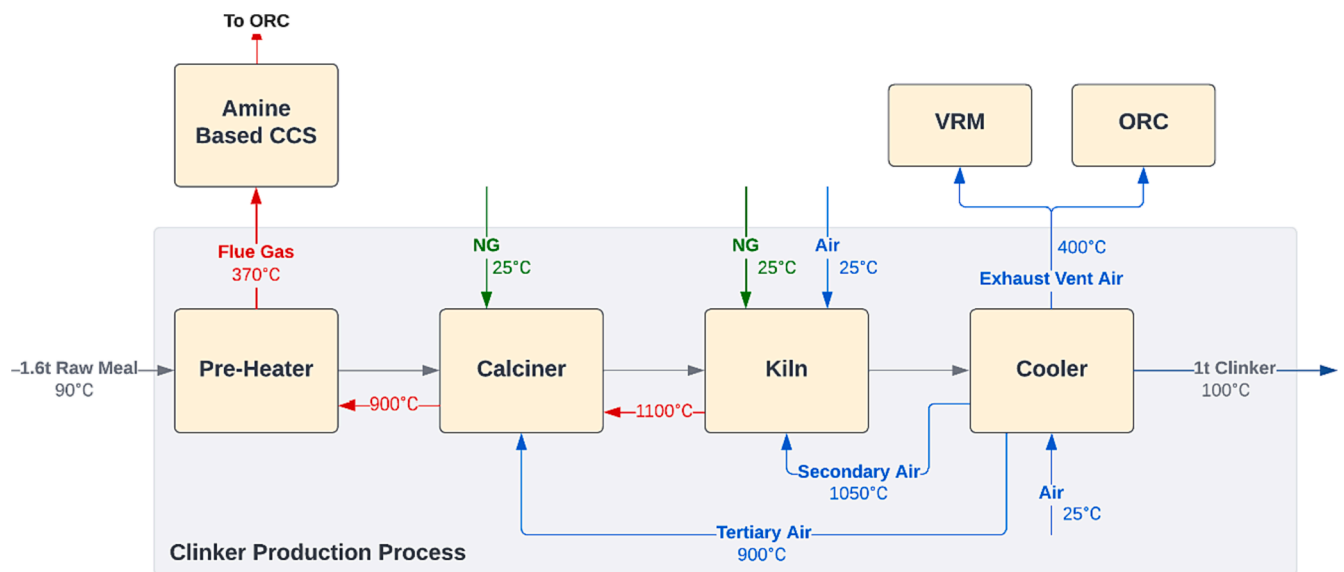 To ORC
Amine
Based CCS
VRM
ORC
Flue Gas
370°C
NG
25°C
NG
25°C
Air
25°C
400°C
Exhaust Vent Air
1.6t Raw Meal
90°C
Pre-Heater
Calciner
Kiln
Cooler
1t Clinker
100°C
900°C
1100°C
Secondary Air
1050°C
Air
25°C
Tertiary Air
900°C
Clinker Production Process